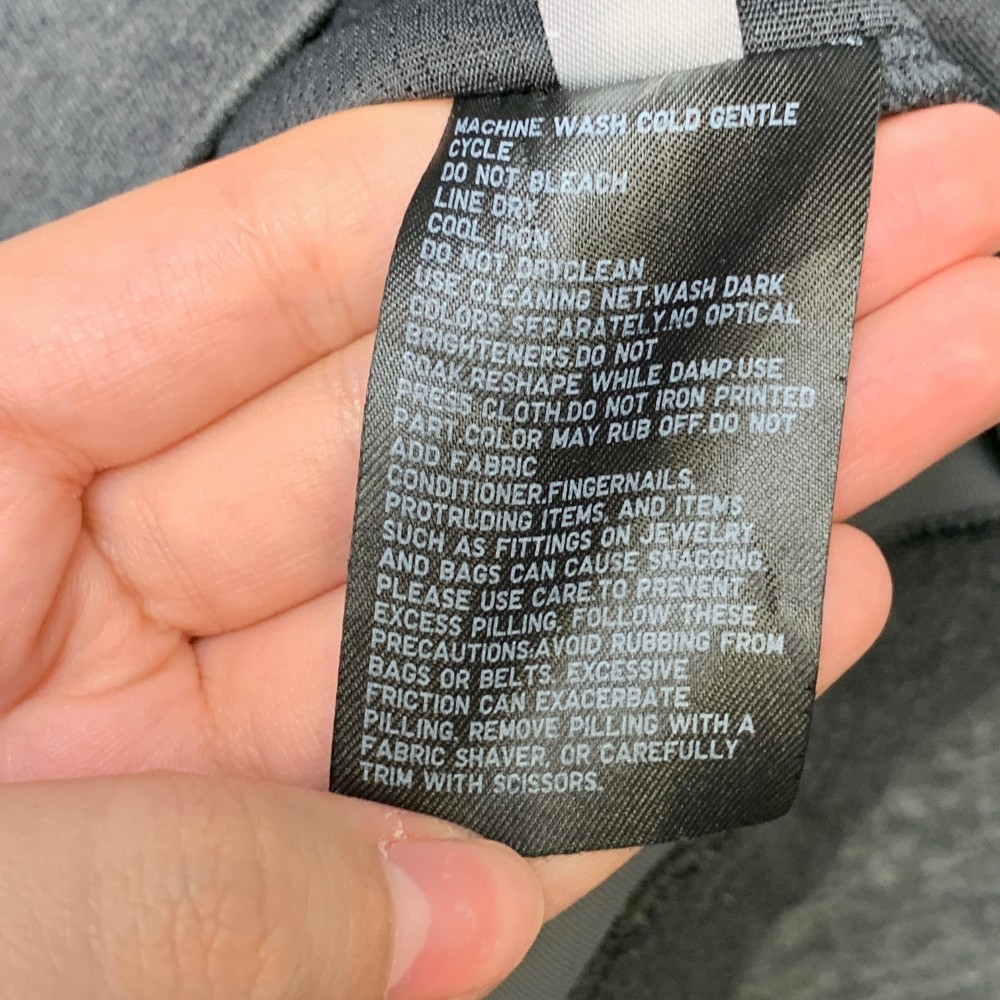 MACHINE WASH COLD GENTLE
CYCLE
DO NOT BLEACH
LINE DRY
COOL IRON
DO NOT DRYCLEAN
USE CLEANING NET.WASH DARK
COLORS SEPARATELY.NO OPTICAL
BRIGHTENERS.DO NOT
SOAK.RESHAPE WHILE DAMP.USE
PRESS CLOTH.DO NOT IRON PRINTED
PART.COLOR MAY RUB OFF.DO NOT
ADD FABRIC
CONDITIONER.FINGERNAILS,
PROTRUDING ITEMS, AND ITEMS
SUCH AS FITTINGS ON JEWELRY
AND BAGS CAN CAUSE SNAGGING.
PLEASE USE CARE.TO PREVENT
EXCESS PILLING, FOLLOW THESE
PRECAUTIONS:AVOID RUBBING FROM
BAGS OR BELTS. EXCESSIVE
FRICTION CAN EXACERBATE
PILLING. REMOVE PILLING WITH A
FABRIC SHAVER, OR CAREFULLY
TRIM WITH SCISSORS.